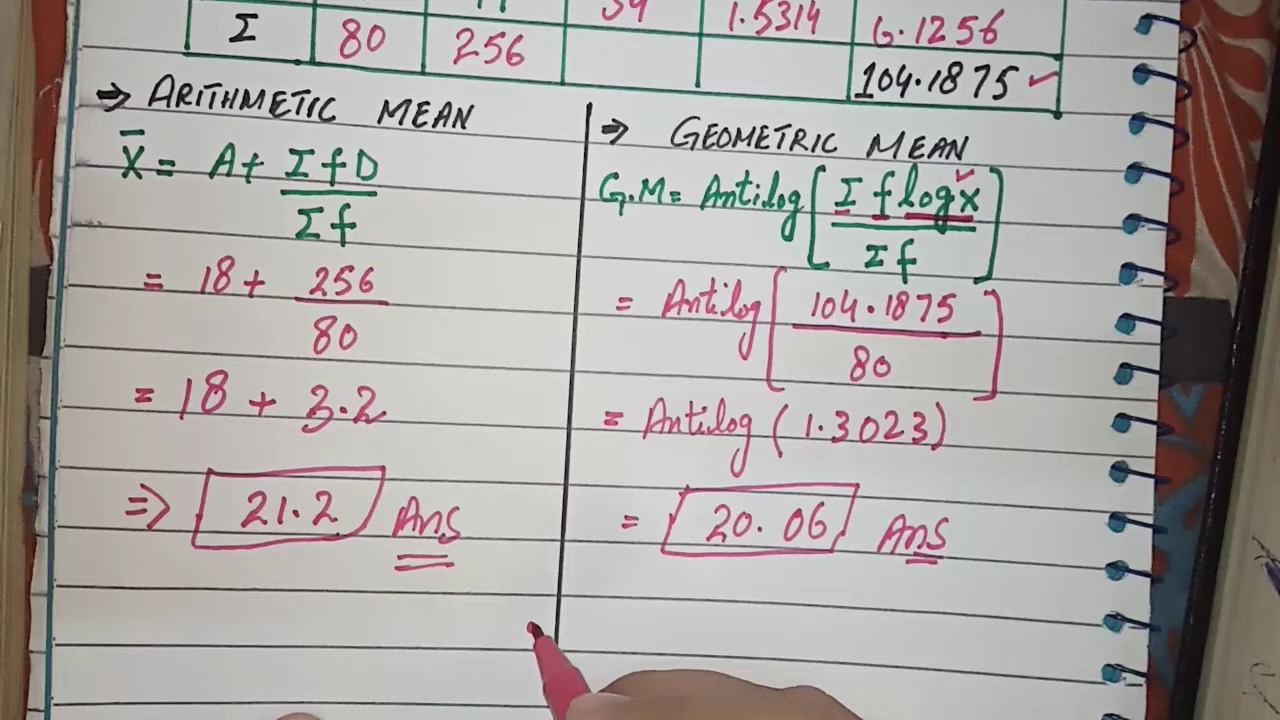 34 1.5314 6.1256
Σ 80 256
104.1875 ✓
⇒ ARITHMETIC MEAN
X̄ = A + ΣfD / Σf
= 18 + 256 / 80
= 18 + 3.2
⇒ 21.2 Ans
⇒ GEOMETRIC MEAN
G.M = Antilog [ Σ f log x / Σf ]
= Antilog [ 104.1875 / 80 ]
= Antilog ( 1.3023 )
= 20.06 Ans